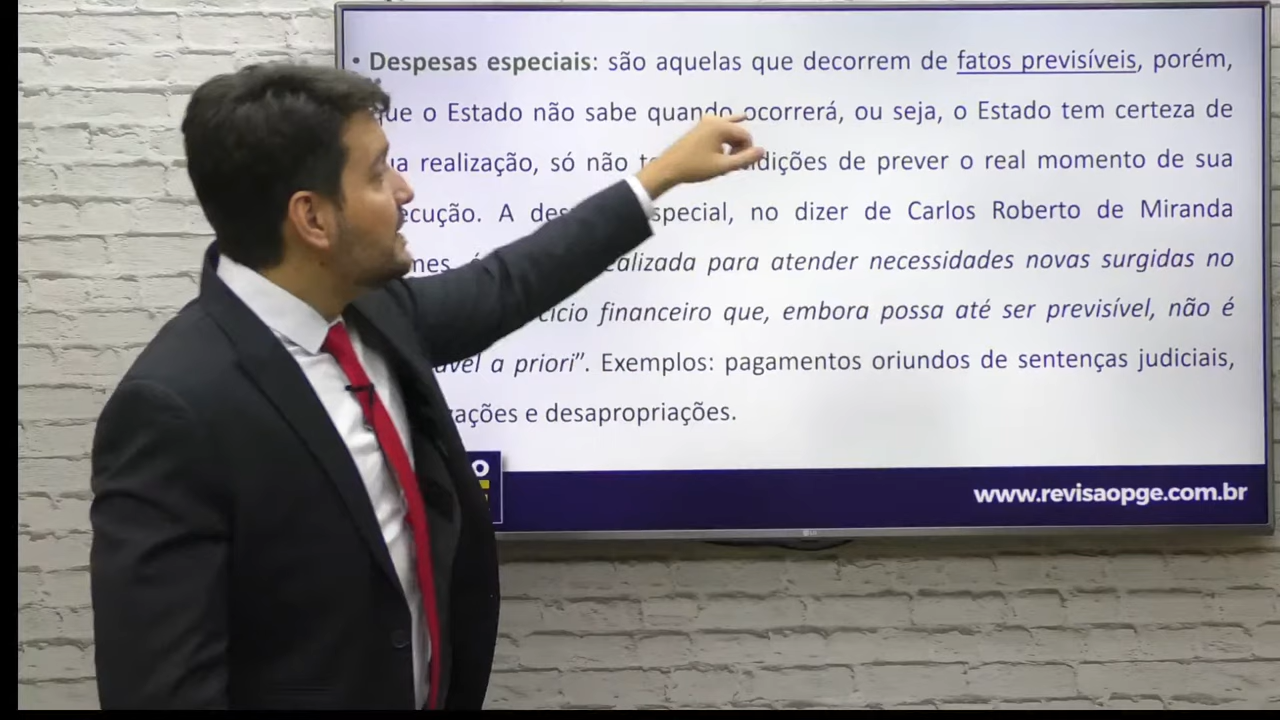 • Despesas especiais: são aquelas que decorrem de fatos previsíveis, porém,
que o Estado não sabe quando ocorrerá, ou seja, o Estado tem certeza de
realização, só não de prever o real momento de sua
A especial, no dizer de Carlos Roberto de Miranda
realizada para atender necessidades novas surgidas no
financeiro que, embora possa até ser previsível, não é
a priori”. Exemplos: pagamentos oriundos de sentenças judiciais,
e desapropriações.
www.revisaopge.com.br
LG